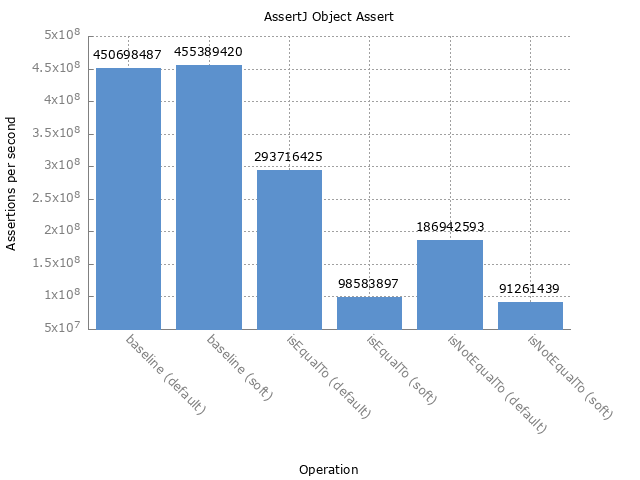 AssertJ Object Assert
Assertions per second
5x10⁸
4.5x10⁸
4x10⁸
3.5x10⁸
3x10⁸
2.5x10⁸
2x10⁸
1.5x10⁸
1x10⁸
5x10⁷
450698487
455389420
293716425
98583897
186942593
91261439
baseline (default)
baseline (soft)
isEqualTo (default)
isEqualTo (soft)
isNotEqualTo (default)
isNotEqualTo (soft)
Operation